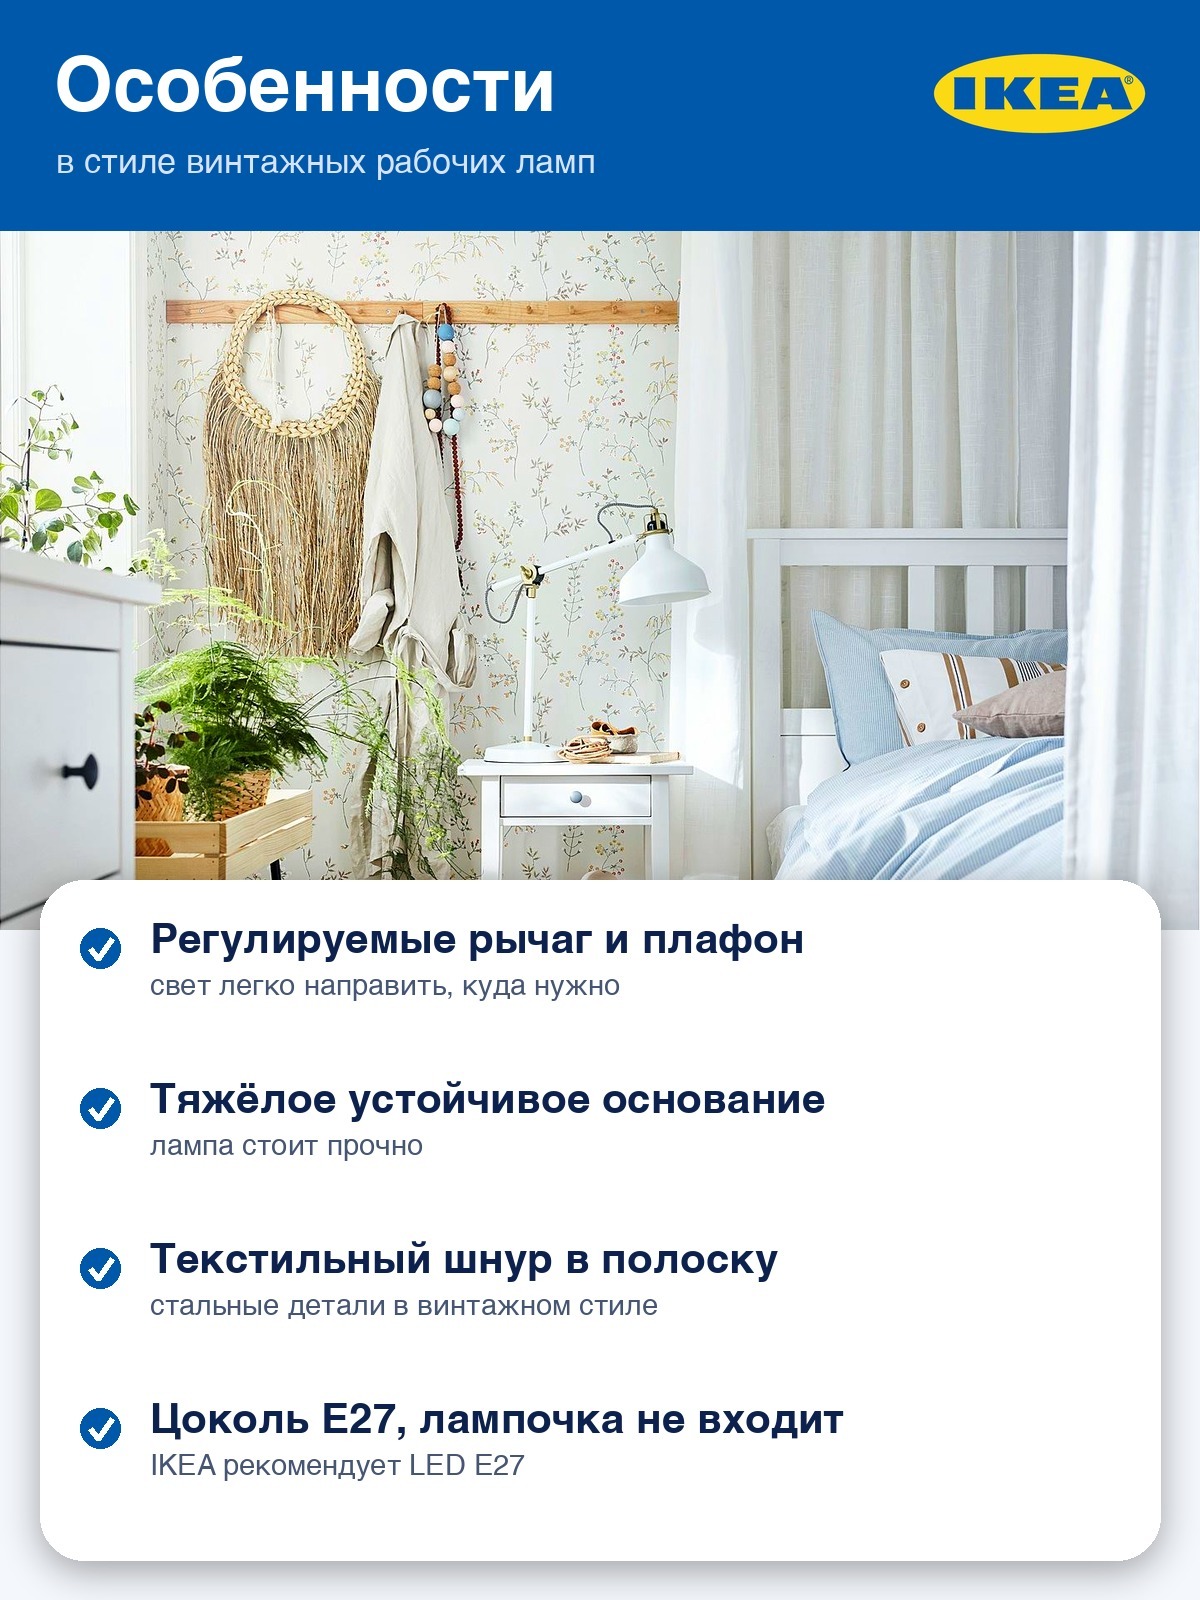 Особенности
в стиле винтажных рабочих ламп
IKEA®
Регулируемые рычаг и плафон
свет легко направить, куда нужно
Тяжёлое устойчивое основание
лампа стоит прочно
Текстильный шнур в полоску
стальные детали в винтажном стиле
Цоколь E27, лампочка не входит
IKEA рекомендует LED E27